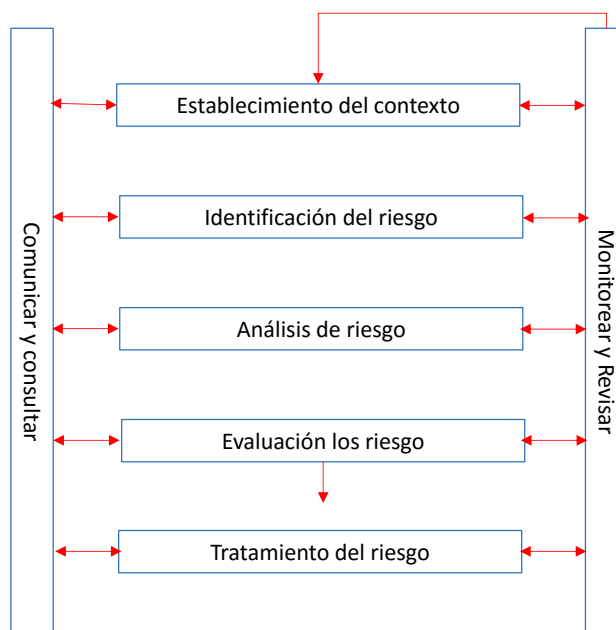 Establecimiento del contexto
Identificación del riesgo
Análisis de riesgo
Evaluación los riesgo
Tratamiento del riesgo
Comunicar y consultar
Monitorear y Revisar